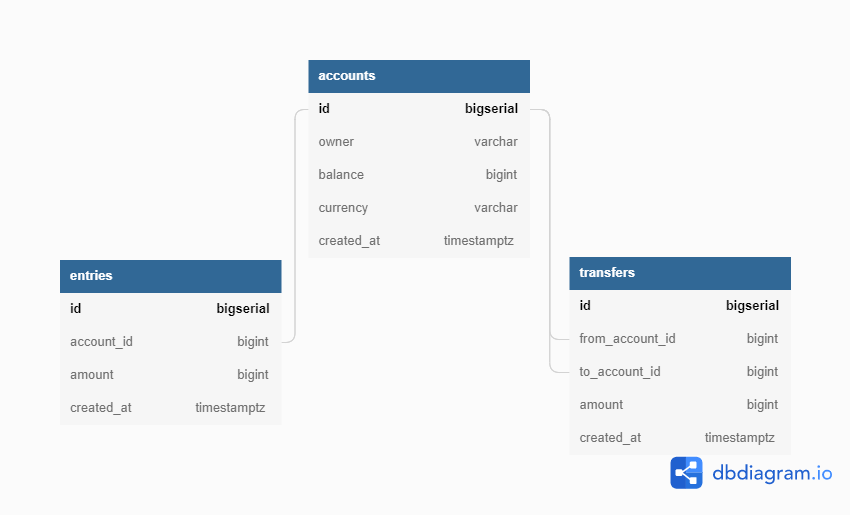 accounts
id bigserial
owner varchar
balance bigint
currency varchar
created_at timestamptz
entries
id bigserial
account_id bigint
amount bigint
created_at timestamptz
transfers
id bigserial
from_account_id bigint
to_account_id bigint
amount bigint
created_at timestamptz
dbdiagram.io